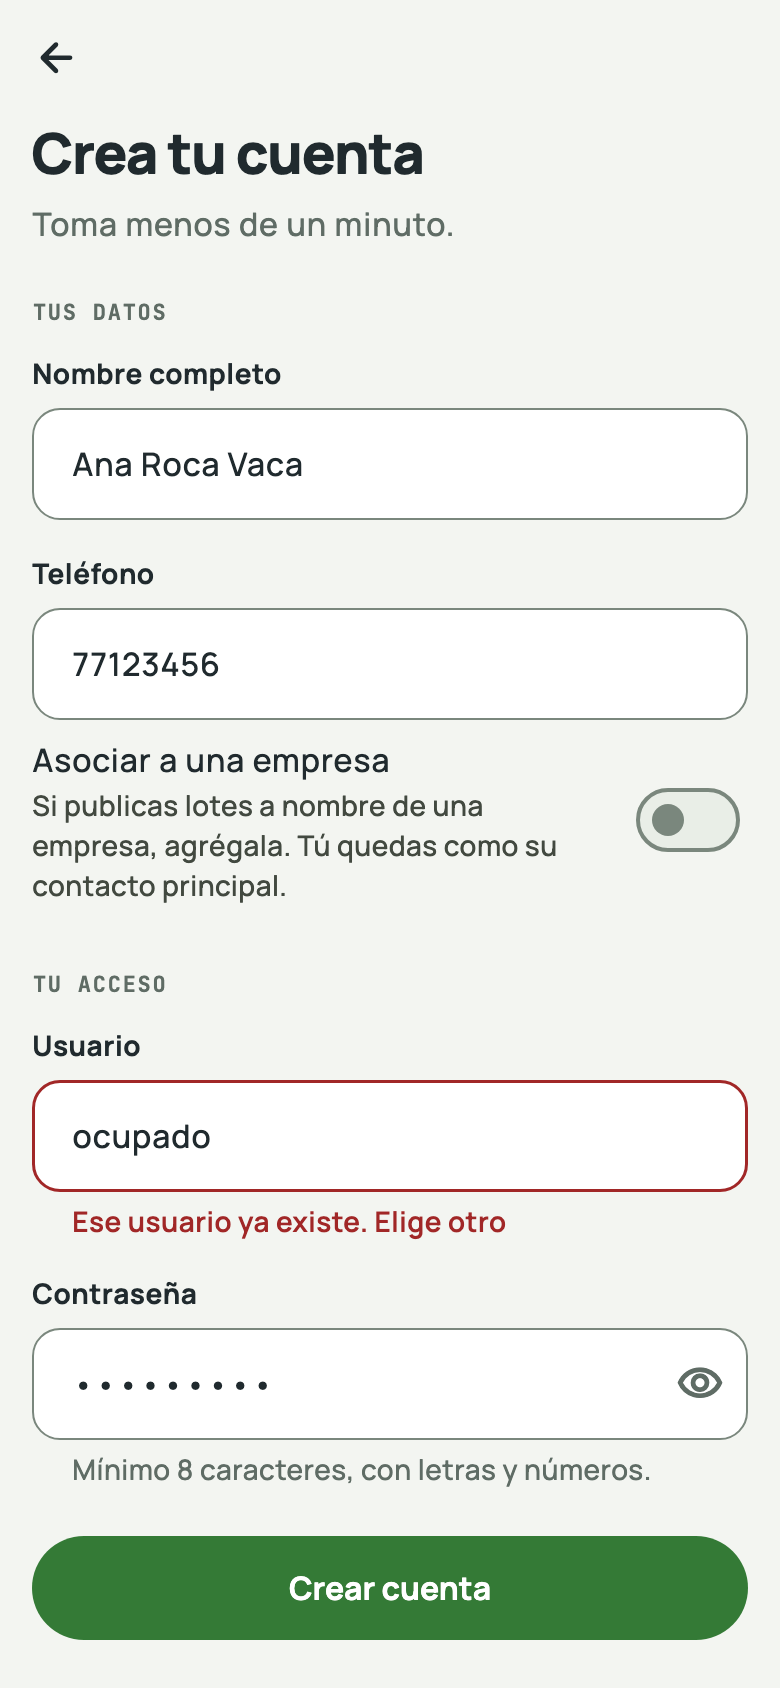 Crea tu cuenta
Toma menos de un minuto.
TUS DATOS
Nombre completo
Ana Roca Vaca
Teléfono
77123456
Asociar a una empresa
Si publicas lotes a nombre de una
empresa, agrégala. Tú quedas como su
contacto principal.
TU ACCESO
Usuario
ocupado
Ese usuario ya existe. Elige otro
Contraseña
•••••••••
Mínimo 8 caracteres, con letras y números.
Crear cuenta